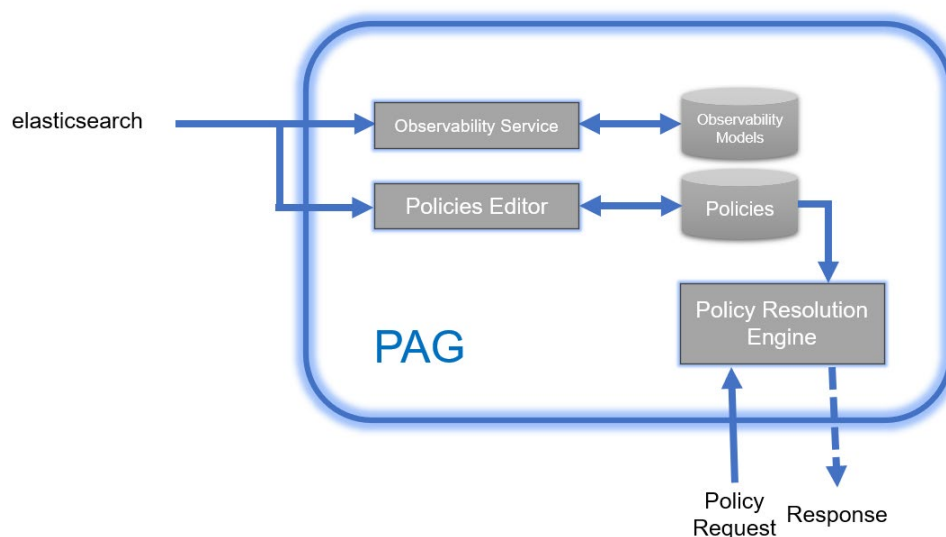 elasticsearch
Observability Service
Observability
Models
Policies Editor
Policies
Policy Resolution
Engine
PAG
Policy
Request
Response